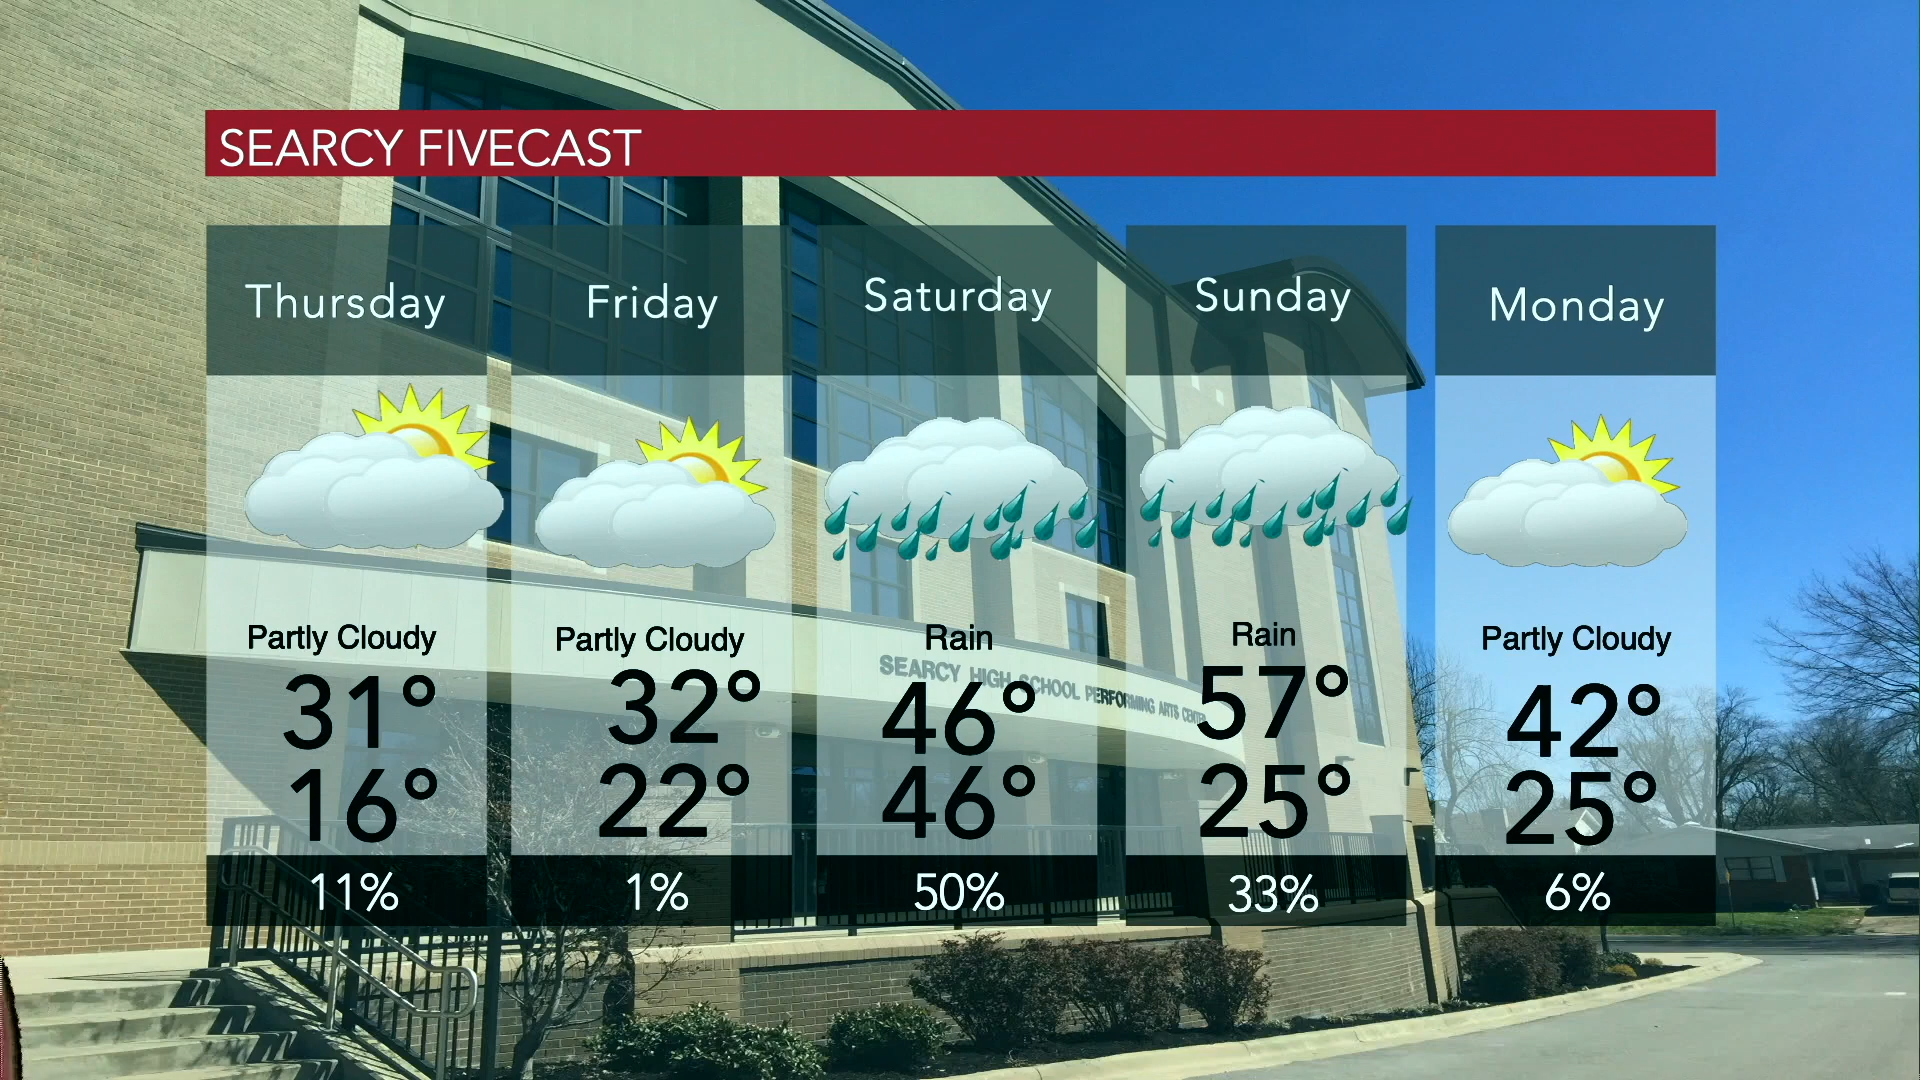 SEARCY FIVECAST
Thursday
Partly Cloudy
31°
16°
11%
Friday
Partly Cloudy
32°
22°
1%
Saturday
Rain
46°
46°
50%
Sunday
Rain
57°
25°
33%
Monday
Partly Cloudy
42°
25°
6%
SEARCY HIGH SCHOOL PERFORMING ARTS CENTER